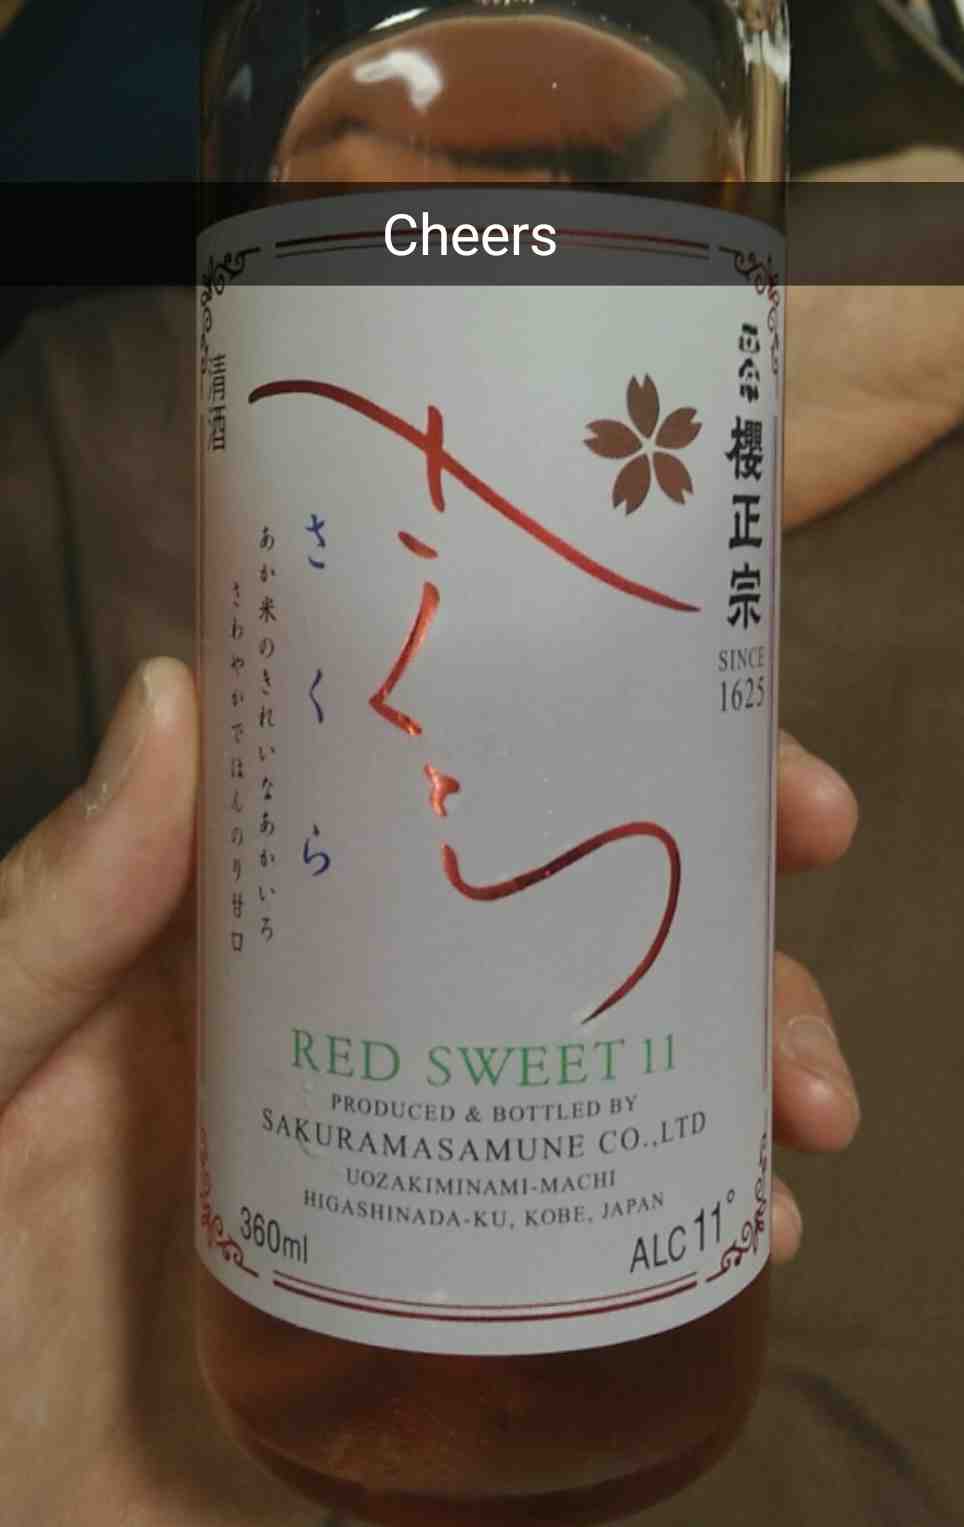 Cheers
正宗
櫻正宗
SINCE
1625
清酒
さくら
さくら
あか米のきれいなあかいろ
さわやかでほんのり甘口
RED SWEET 11
PRODUCED & BOTTLED BY
SAKURAMASAMUNE CO.,LTD
UOZAKIMINAMI-MACHI
HIGASHINADA-KU, KOBE, JAPAN
360ml
ALC 11°